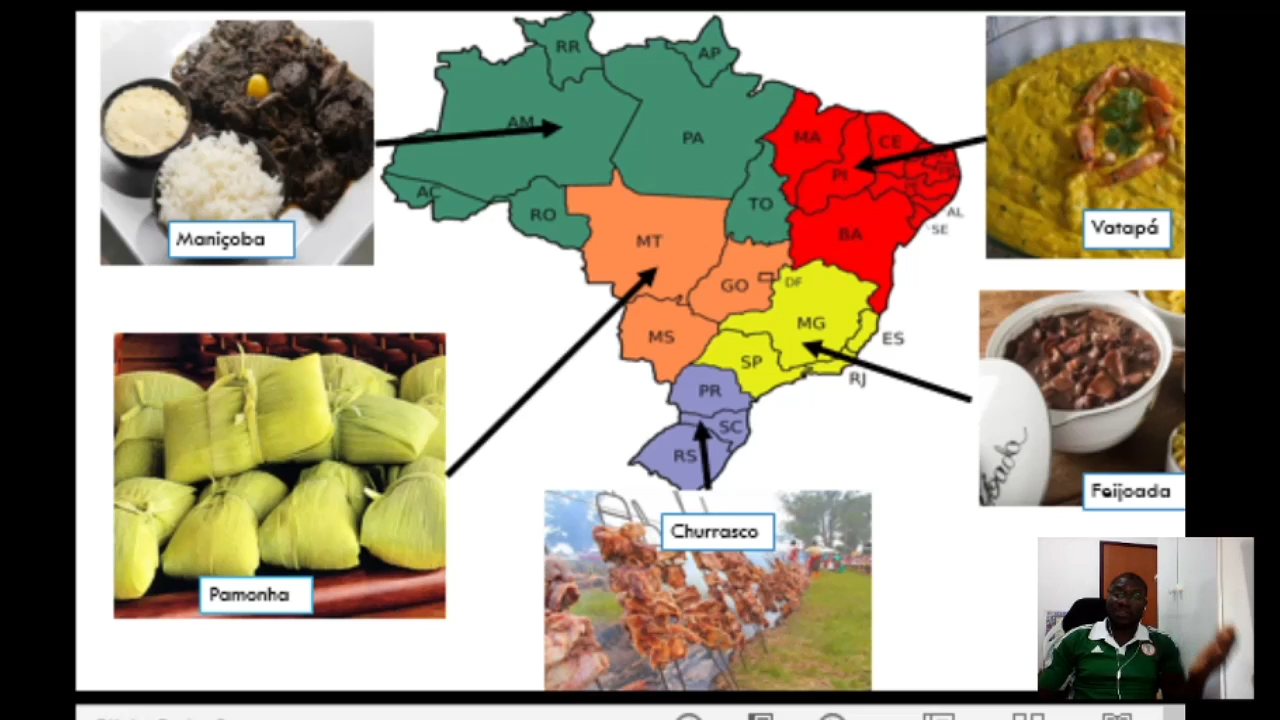 RR
AP
AM
PA
MA
CE
PI
AC
TO
RO
AL
SE
BA
MT
GO
DF
MS
MG
ES
SP
RJ
PR
SC
RS
Maniçoba
Vatapá
Pamonha
Feijoada
Churrasco